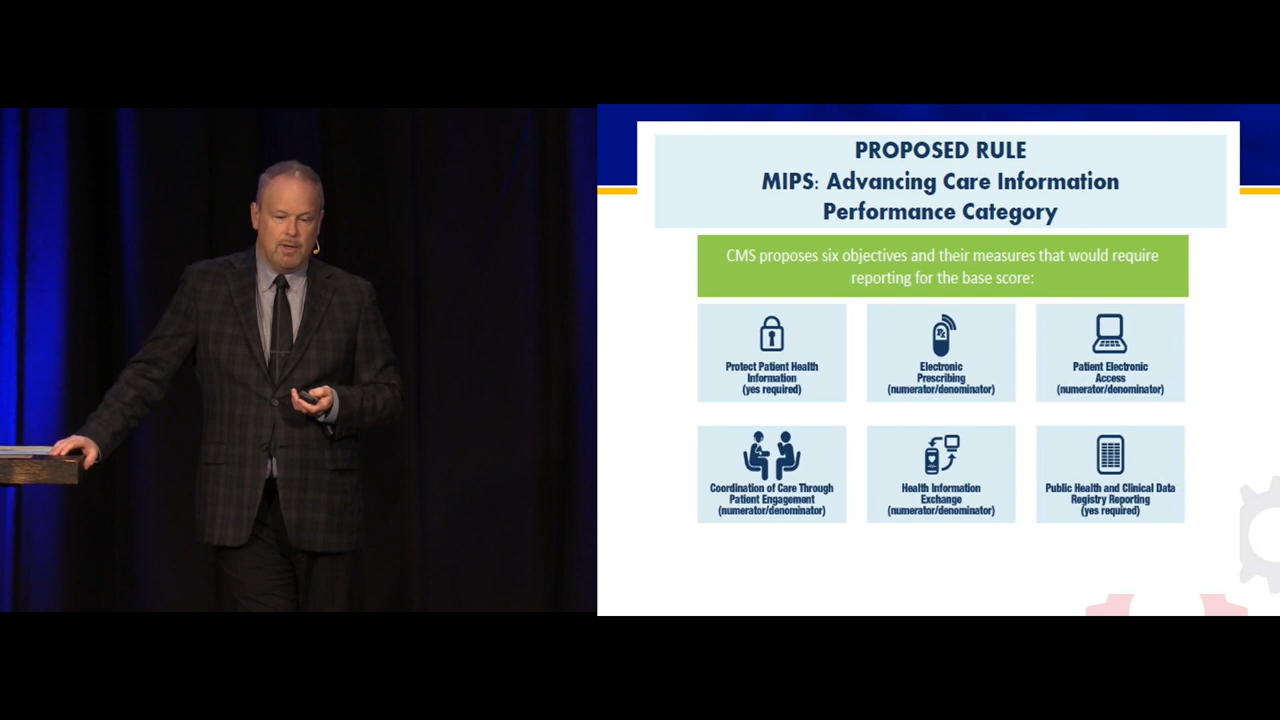 PROPOSED RULE
MIPS: Advancing Care Information
Performance Category
CMS proposes six objectives and their measures that would require
reporting for the base score:
Protect Patient Health
Information
(yes required)
Electronic
Prescribing
(numerator/denominator)
Patient Electronic
Access
(numerator/denominator)
Coordination of Care Through
Patient Engagement
(numerator/denominator)
Health Information
Exchange
(numerator/denominator)
Public Health and Clinical Data
Registry Reporting
(yes required)